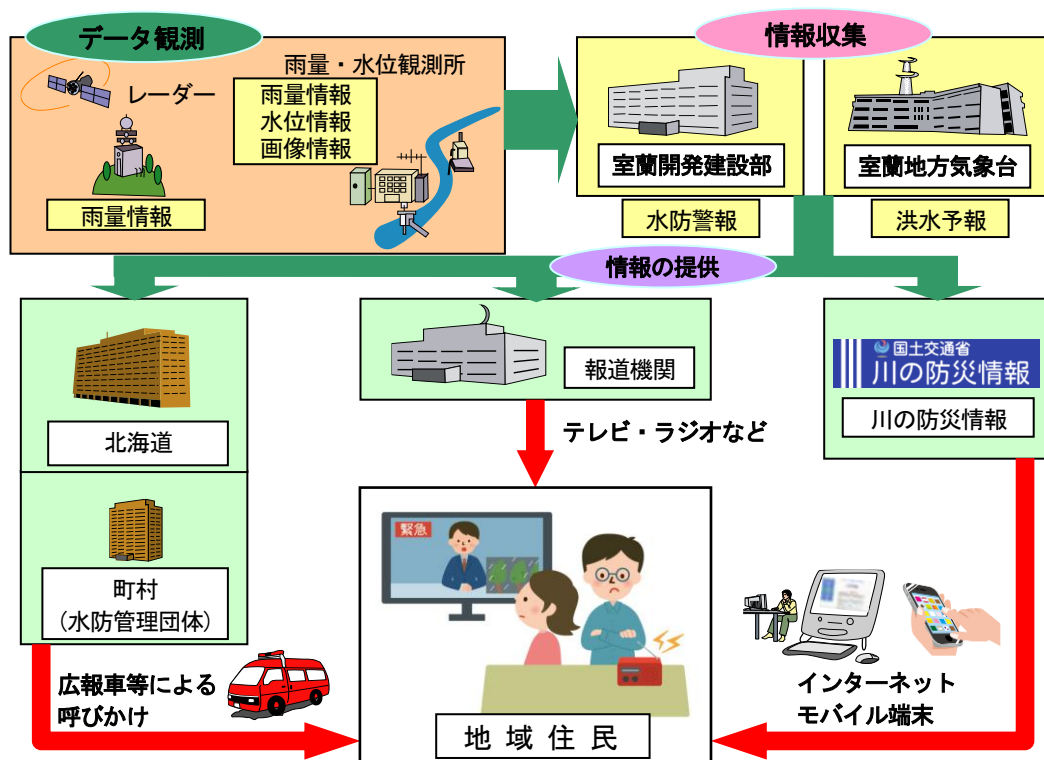 データ観測
情報収集
レーダー
雨量・水位観測所
雨量情報
水位情報
画像情報
雨量情報
室蘭開発建設部
室蘭地方気象台
水防警報
洪水予報
情報の提供
北海道
報道機関
国土交通省
川の防災情報
川の防災情報
テレビ・ラジオなど
町村
(水防管理団体)
緊急
広報車等による
呼びかけ
インターネット
モバイル端末
地域住民